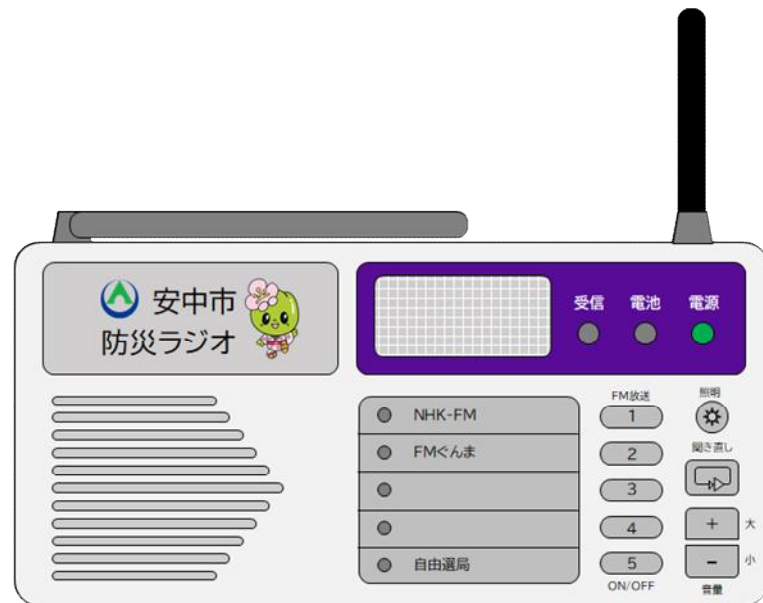 安中市
防災ラジオ
受信 電池 電源
FM放送
照明
NHK-FM
1
FMぐんま
2
聞き直し
3
4
+
大
自由選局
5
-
小
ON/OFF
音量